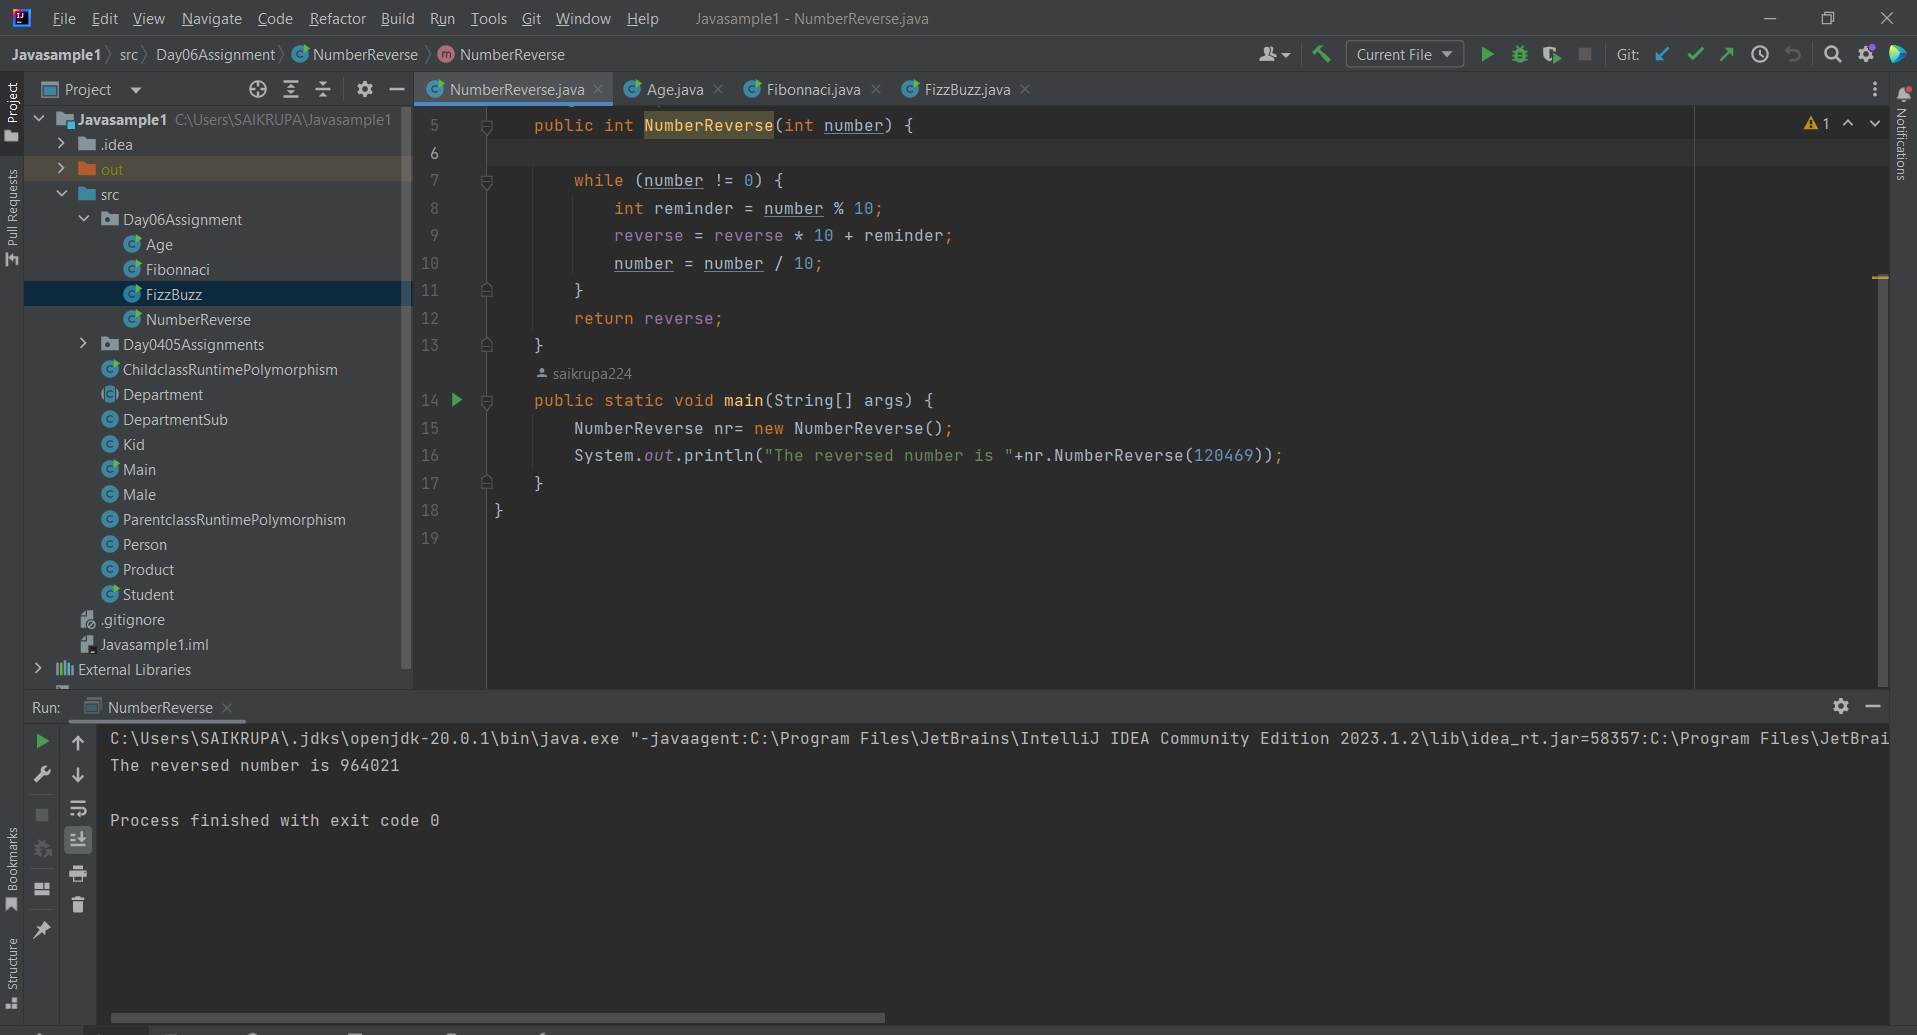 File Edit View Navigate Code Refactor Build Run Tools Git Window Help Javasample1 - NumberReverse.java
Javasample1 src Day06Assignment NumberReverse m NumberReverse Current File Git:
Project
NumberReverse.java Age.java Fibonnaci.java FizzBuzz.java
Javasample1 C:\Users\SAIKRUPA\Javasample1
.idea
out
src
Day06Assignment
Age
Fibonnaci
FizzBuzz
NumberReverse
Day0405Assignments
ChildclassRuntimePolymorphism
Department
DepartmentSub
Kid
Main
Male
ParentclassRuntimePolymorphism
Person
Product
Student
.gitignore
Javasample1.iml
External Libraries
5 public int NumberReverse(int number) {
6
7 while (number != 0) {
8 int reminder = number % 10;
9 reverse = reverse * 10 + reminder;
10 number = number / 10;
11 }
12 return reverse;
13 }
saikrupa224
14 public static void main(String[] args) {
15 NumberReverse nr= new NumberReverse();
16 System.out.println("The reversed number is "+nr.NumberReverse(120469));
17 }
18 }
19
1
Project
Pull Requests
Bookmarks
Structure
Notifications
Run: NumberReverse
C:\Users\SAIKRUPA\.jdks\openjdk-20.0.1\bin\java.exe "-javaagent:C:\Program Files\JetBrains\IntelliJ IDEA Community Edition 2023.1.2\lib\idea_rt.jar=58357:C:\Program Files\JetBrai
The reversed number is 964021
Process finished with exit code 0